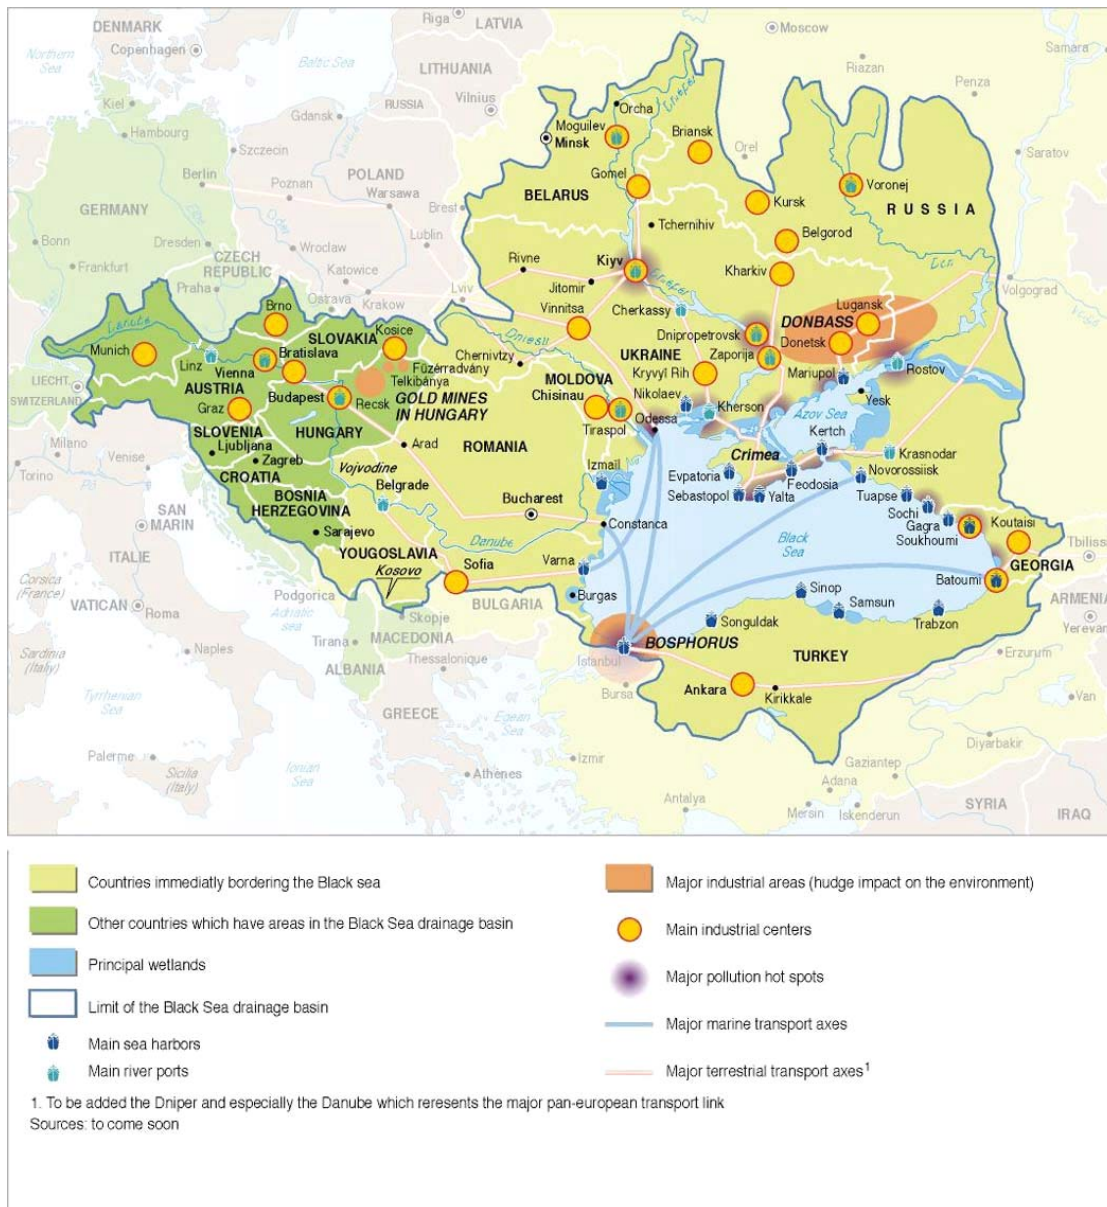 DENMARK
Copenhagen
Northern
Sea
Baltic Sea
Riga
LATVIA
LITHUANIA
Vilnius
RUSSIA
Moscow
Riazan
Samara
Penza
Orel
Saratov
Kiel
Hambourg
Gdansk
Szczecin
Berlin
POLAND
Poznan
Warsawa
Brest
GERMANY
Bonn
Frankfurt
Dresden
Wroclaw
Lublin
CZECH
REPUBLIC
Praha
Katowice
Ostrava
Krakow
Lviv
Oder
Orcha
Dnieper
Moguilev
Minsk
Briansk
Gomel
BELARUS
Kursk
Voronej
RUSSIA
Tchernihiv
Belgorod
Rivne
Kiyv
Jitomir
Kharkiv
Don
Volgograd
Dnieper
Cherkassy
Vinnitsa
Lugansk
DONBASS
Donetsk
Dnipropetrovsk
Zaporija
Mariupol
Rostov
Dniestr
Chernivtzy
UKRAINE
Kryvyl Rih
MOLDOVA
Chisinau
Nikolaev
Tiraspol
Odessa
Kherson
Azov Sea
Yesk
Kertch
Crimea
Krasnodar
Evpatoria
Feodosia
Novorossiisk
Sebastopol
Yalta
Tuapse
Sochi
Gagra
Soukhoumi
Koutaisi
Tbilissi
GEORGIA
Batoumi
ARMENIA
Yerevan
Danube
Munich
Linz
Brno
SLOVAKIA
Kosice
Vienna
Bratislava
Füzérradvány
Telkibánya
AUSTRIA
Budapest
Recsk
GOLD MINES
IN HUNGARY
LIECHT.
SWITZERLAND
Graz
SLOVENIA
HUNGARY
Ljubljana
Zagreb
CROATIA
Arad
ROMANIA
Izmail
Vojvodine
Belgrade
BOSNIA
HERZEGOVINA
Sarajevo
Bucharest
Constanca
Danube
YOUGOSLAVIA
Kosovo
Sofia
Varna
Burgas
BULGARIA
Black
Sea
Milano
Venise
Torino
Pô
SAN
MARIN
ITALIE
Corsica
(France)
VATICAN
Roma
Adriatic
sea
Podgorica
Skopje
MACEDONIA
Tirana
ALBANIA
Naples
Thessalonique
Sardinia
(Italy)
Tyrrhenian
Sea
GREECE
Egean
Sea
Palerme
Sicilia
(Italy)
Ionian
Sea
Athènes
Istanbul
BOSPHORUS
Bursa
Songuldak
Sinop
Samsun
Trabzon
TURKEY
Ankara
Kirikkale
Erzurum
Van
Diyarbakir
Gaziantep
Adana
Mersin
Iskenderun
Izmir
Antalya
SYRIA
IRAQ
Countries immediatly bordering the Black sea
Other countries which have areas in the Black Sea drainage basin
Principal wetlands
Limit of the Black Sea drainage basin
Main sea harbors
Main river ports
Major industrial areas (hudge impact on the environment)
Main industrial centers
Major pollution hot spots
Major marine transport axes
Major terrestrial transport axes1
1. To be added the Dniper and especially the Danube which reresents the major pan-european transport link
Sources: to come soon